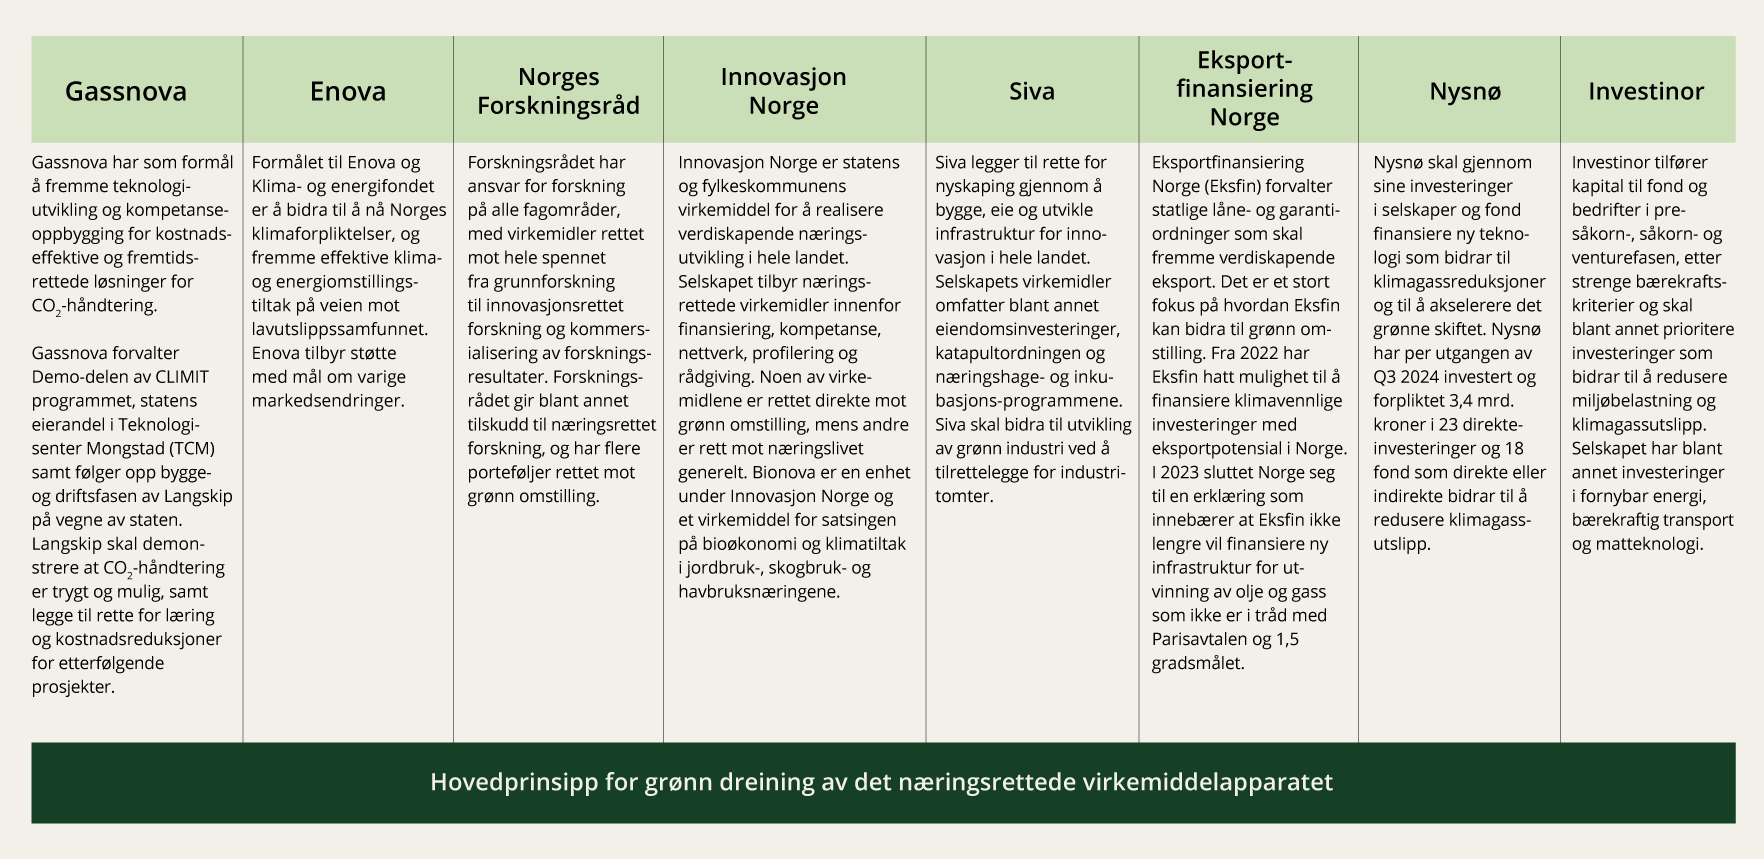 Gassnova
Gassnova har som formål
å fremme teknologi-
utvikling og kompetanse-
oppbygging for kostnads-
effektive og fremtids-
rettede løsninger for
CO₂-håndtering.
Gassnova forvalter
Demo-delen av CLIMIT
programmet, statens
eierandel i Teknologi-
senter Mongstad (TCM)
samt følger opp bygge-
og driftsfasen av Langskip
på vegne av staten.
Langskip skal demon-
strere at CO₂-håndtering
er trygt og mulig, samt
legge til rette for læring
og kostnadsreduksjoner
for etterfølgende
prosjekter.
Enova
Formålet til Enova og
Klima- og energifondet
er å bidra til å nå Norges
klimaforpliktelser, og
fremme effektive klima-
og energiomstillings-
tiltak på veien mot
lavutslippssamfunnet.
Enova tilbyr støtte
med mål om varige
markedsendringer.
Norges
Forskningsråd
Forskningsrådet har
ansvar for forskning
på alle fagområder,
med virkemidler rettet
mot hele spennet
fra grunnforskning
til innovasjonsrettet
forskning og kommers-
ialisering av forsknings-
resultater. Forsknings-
rådet gir blant annet
tilskudd til næringsrettet
forskning, og har flere
porteføljer rettet mot
grønn omstilling.
Innovasjon
Norge
Innovasjon Norge er statens
og fylkeskommunens
virkemiddel for å realisere
verdiskapende nærings-
utvikling i hele landet.
Selskapet tilbyr nærings-
rettede virkemidler innenfor
finansiering, kompetanse,
nettverk, profilering og
rådgiving. Noen av virke-
midlene er rettet direkte mot
grønn omstilling, mens andre
er rett mot næringslivet
generelt. Bionova er en enhet
under Innovasjon Norge og
et virkemiddel for satsingen
på bioøkonomi og klimatiltak
i jordbruk-, skogbruk- og
havbruksnæringene.
Siva
Siva legger til rette for
nyskaping gjennom å
bygge, eie og utvikle
infrastruktur for inno-
vasjon i hele landet.
Selskapets virkemidler
omfatter blant annet
eiendomsinvesteringer,
katapultordningen og
næringshage- og inku-
basjons-programmene.
Siva skal bidra til utvikling
av grønn industri ved å
tilrettelegge for industri-
tomter.
Eksport-
finansiering
Norge
Eksportfinansiering
Norge (Eksfin) forvalter
statlige låne- og garanti-
ordninger som skal
fremme verdiskapende
eksport. Det er et stort
fokus på hvordan Eksfin
kan bidra til grønn om-
stilling. Fra 2022 har
Eksfin hatt mulighet til å
finansiere klimavennlige
investeringer med
eksportpotensial i Norge.
I 2023 sluttet Norge seg
til en erklæring som
innebærer at Eksfin ikke
lengre vil finansiere ny
infrastruktur for ut-
vinning av olje og gass
som ikke er i tråd med
Parisavtalen og 1,5
gradsmålet.
Nysnø
Nysnø skal gjennom
sine investeringer
i selskaper og fond
finansiere ny tekno-
logi som bidrar til
klimagassreduksjoner
og til å akselerere det
grønne skiftet. Nysnø
har per utgangen av
Q3 2024 investert og
forpliktet 3,4 mrd.
kroner i 23 direkte-
investeringer og 18
fond som direkte eller
indirekte bidrar til å
redusere klimagass-
utslipp.
Investinor
Investinor tilfører
kapital til fond og
bedrifter i pre-
såkorn-, såkorn- og
venturefasen, etter
strenge bærekrafts-
kriterier og skal
blant annet prioritere
investeringer som
bidrar til å redusere
miljøbelastning og
klimagassutslipp.
Selskapet har blant
annet investeringer
i fornybar energi,
bærekraftig transport
og matteknologi.
Hovedprinsipp for grønn dreining av det næringsrettede virkemiddelapparatet